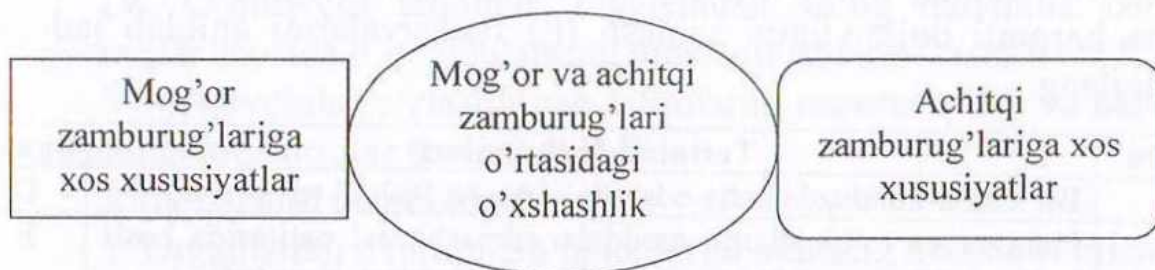 Mog'or
zamburug'lariga
xos xususiyatlar
Mog'or va achitqi
zamburug'lari
o'rtasidagi
o'xshashlik
Achitqi
zamburug'lariga xos
xususiyatlar